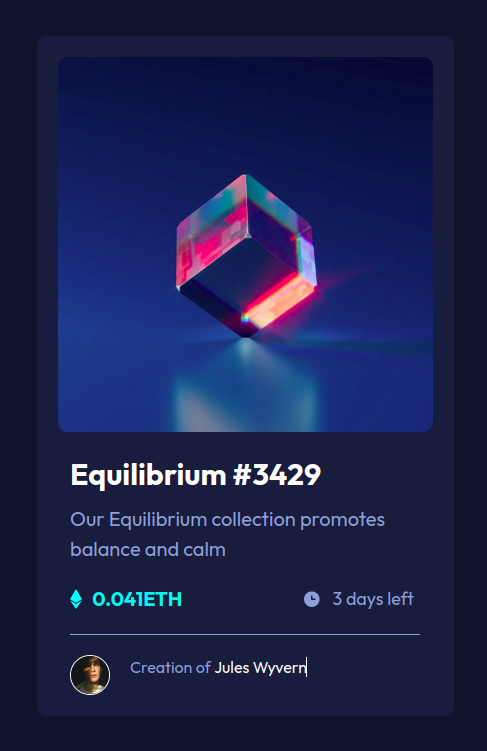 Equilibrium #3429
Our Equilibrium collection promotes
balance and calm
0.041ETH
3 days left
Creation of Jules Wyvern